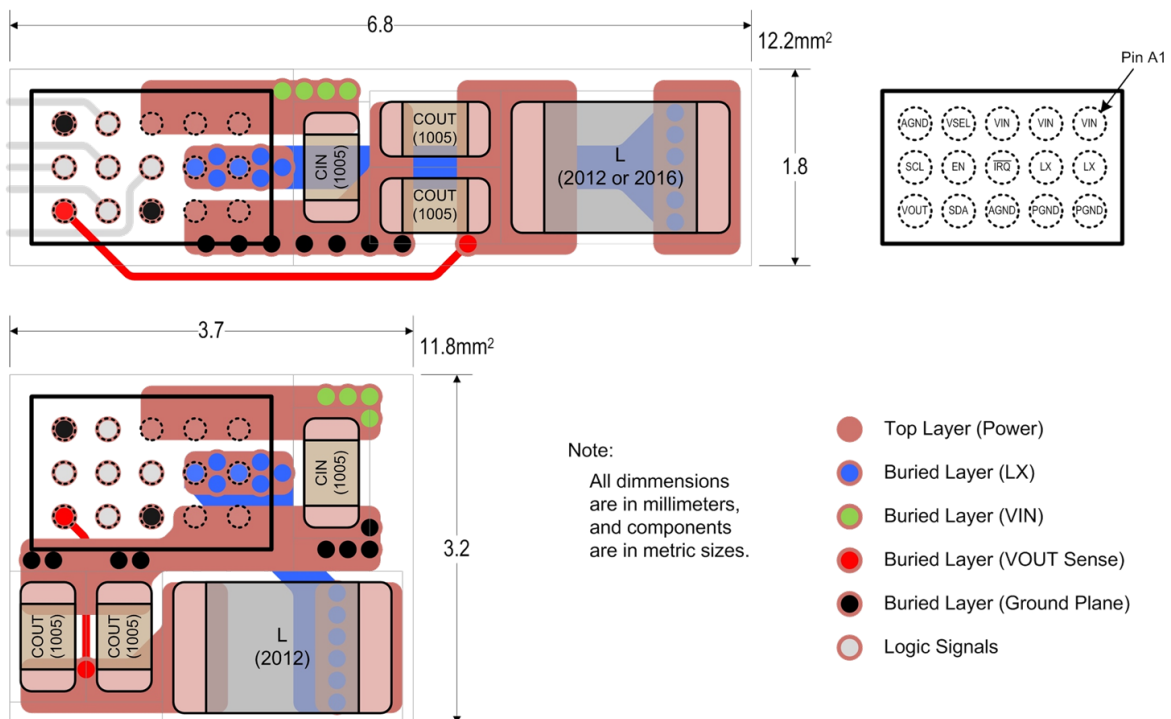 6.8
12.2mm2
Pin A1
CIN
(1005)
COUT
(1005)
COUT
(1005)
L
(2012 or 2016)
1.8
AGND VSEL VIN VIN VIN
SCL EN IRQ LX LX
VOUT SDA AGND PGND PGND
3.7
11.8mm2
CIN
(1005)
COUT
(1005)
COUT
(1005)
L
(2012)
3.2
Note:
All dimmensions
are in millimeters,
and components
are in metric sizes.
Top Layer (Power)
Buried Layer (LX)
Buried Layer (VIN)
Buried Layer (VOUT Sense)
Buried Layer (Ground Plane)
Logic Signals